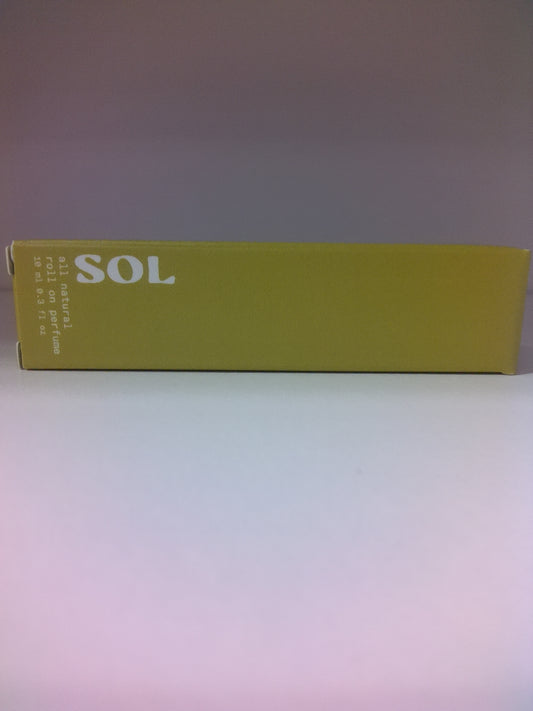 SOL
all natural
roll on perfume
10 ml 0.3 fl oz